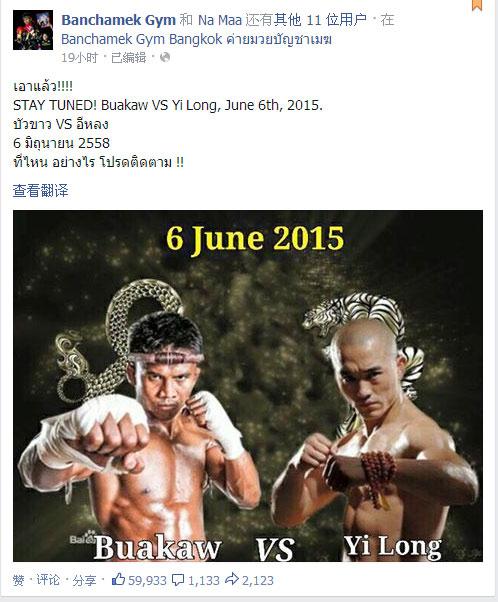 Banchamek Gym 和 Na Maa 还有其他 11 位用户 · 在
Banchamek Gym Bangkok ค่ายมวยบัญชาเมฆ
19小时 · 已编辑 ·
เอาแล้ว!!!!
STAY TUNED! Buakaw VS Yi Long, June 6th, 2015.
บัวขาว VS อี้หลง
6 มิถุนายน 2558
ที่ไหน อย่างไร โปรดติดตาม !!
查看翻译
6 June 2015
Bai
Buakaw VS Yi Long
赞 · 评论 · 分享 · 59,933 1,133 2,123